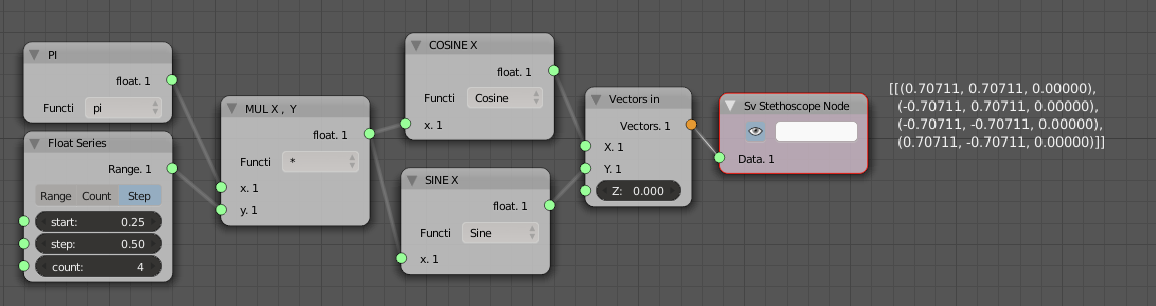 PI
float. 1
Functi pi
Float Series
Range. 1
Range Count Step
start: 0.25
step: 0.50
count: 4
MUL X , Y
float. 1
Functi *
x. 1
y. 1
COSINE X
float. 1
Functi Cosine
x. 1
SINE X
float. 1
Functi Sine
x. 1
Vectors in
Vectors. 1
X. 1
Y. 1
Z: 0.000
Sv Stethoscope Node
Data. 1
[[(0.70711, 0.70711, 0.00000),
(-0.70711, 0.70711, 0.00000),
(-0.70711, -0.70711, 0.00000),
(0.70711, -0.70711, 0.00000)]]